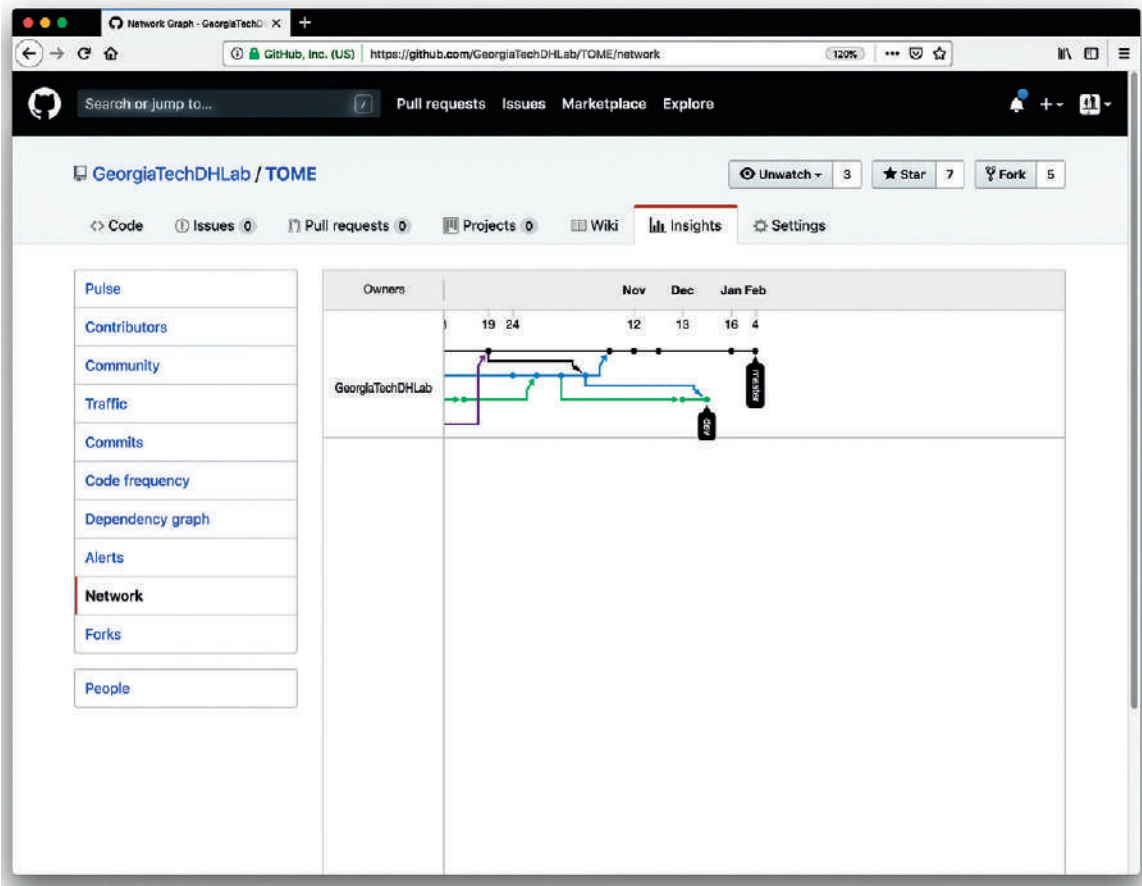 Network Graph - GeorgiaTechD
GitHub, Inc. (US) https://github.com/GeorgiaTechDHLab/TOME/network 120%
Search or jump to... / Pull requests Issues Marketplace Explore
GeorgiaTechDHLab / TOME Unwatch 3 Star 7 Fork 5
Code Issues 0 Pull requests 0 Projects 0 Wiki Insights Settings
Pulse
Contributors
Community
Traffic
Commits
Code frequency
Dependency graph
Alerts
Network
Forks
People
Owners Nov Dec Jan Feb
19 24 12 13 16 4
GeorgiaTechDHLab
master
dev